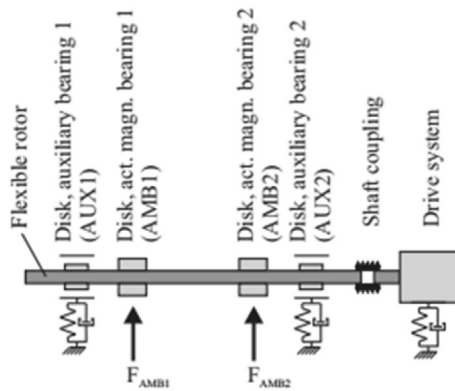 Flexible rotor
Disk, auxiliary bearing 1
(AUX1)
Disk, act. magn. bearing 1
(AMB1)
Disk, act. magn. bearing 2
(AMB2)
Disk, auxiliary bearing 2
(AUX2)
Shaft coupling
Drive system
F_AMB1
F_AMB2